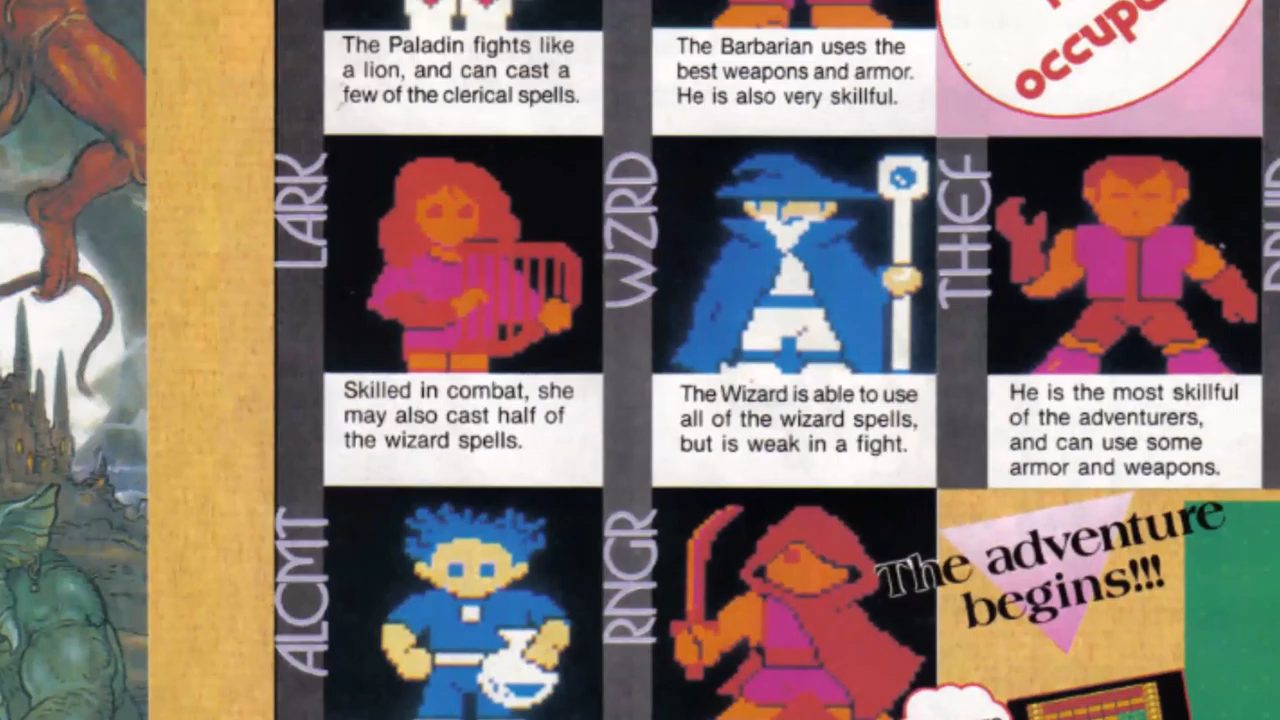 The Paladin fights like
a lion, and can cast a
few of the clerical spells.
The Barbarian uses the
best weapons and armor.
He is also very skillful.
LARK
WZRD
THIEF
Skilled in combat, she
may also cast half of
the wizard spells.
The Wizard is able to use
all of the wizard spells,
but is weak in a fight.
He is the most skillful
of the adventurers,
and can use some
armor and weapons.
ALCMT
RNGR
The adventure
begins!!!